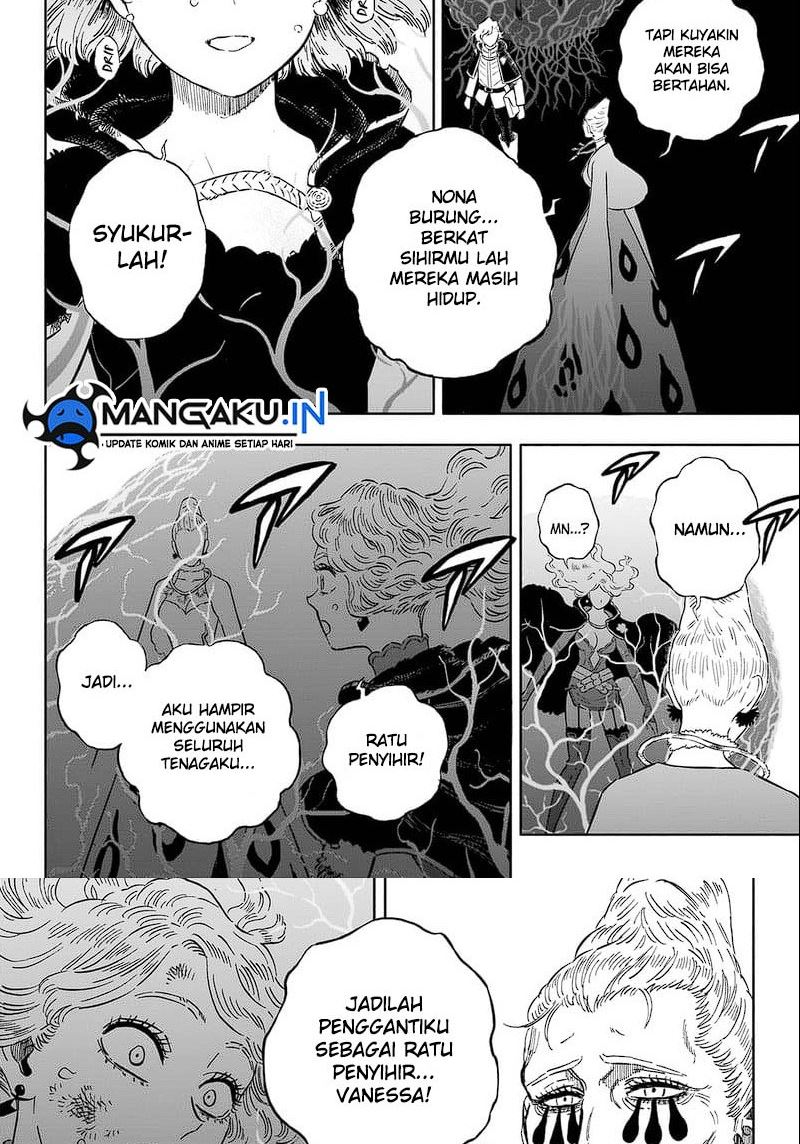 DRIP
DRIP
TAPI KUYAKIN
MEREKA
AKAN BISA
BERTAHAN.
NONA
BURUNG...
BERKAT
SIHIRMU LAH
MEREKA MASIH
HIDUP.
SYUKUR-
LAH!
MANGAKU.IN
UPDATE KOMIK DAN ANIME SETIAP HARI
NAMUN...
MN...?
RATU
PENYIHIR!
AKU HAMPIR
MENGGUNAKAN
SELURUH
TENAGAKU...
JADI...
JADILAH
PENGGANTIKU
SEBAGAI RATU
PENYIHIR,
VANESSA!